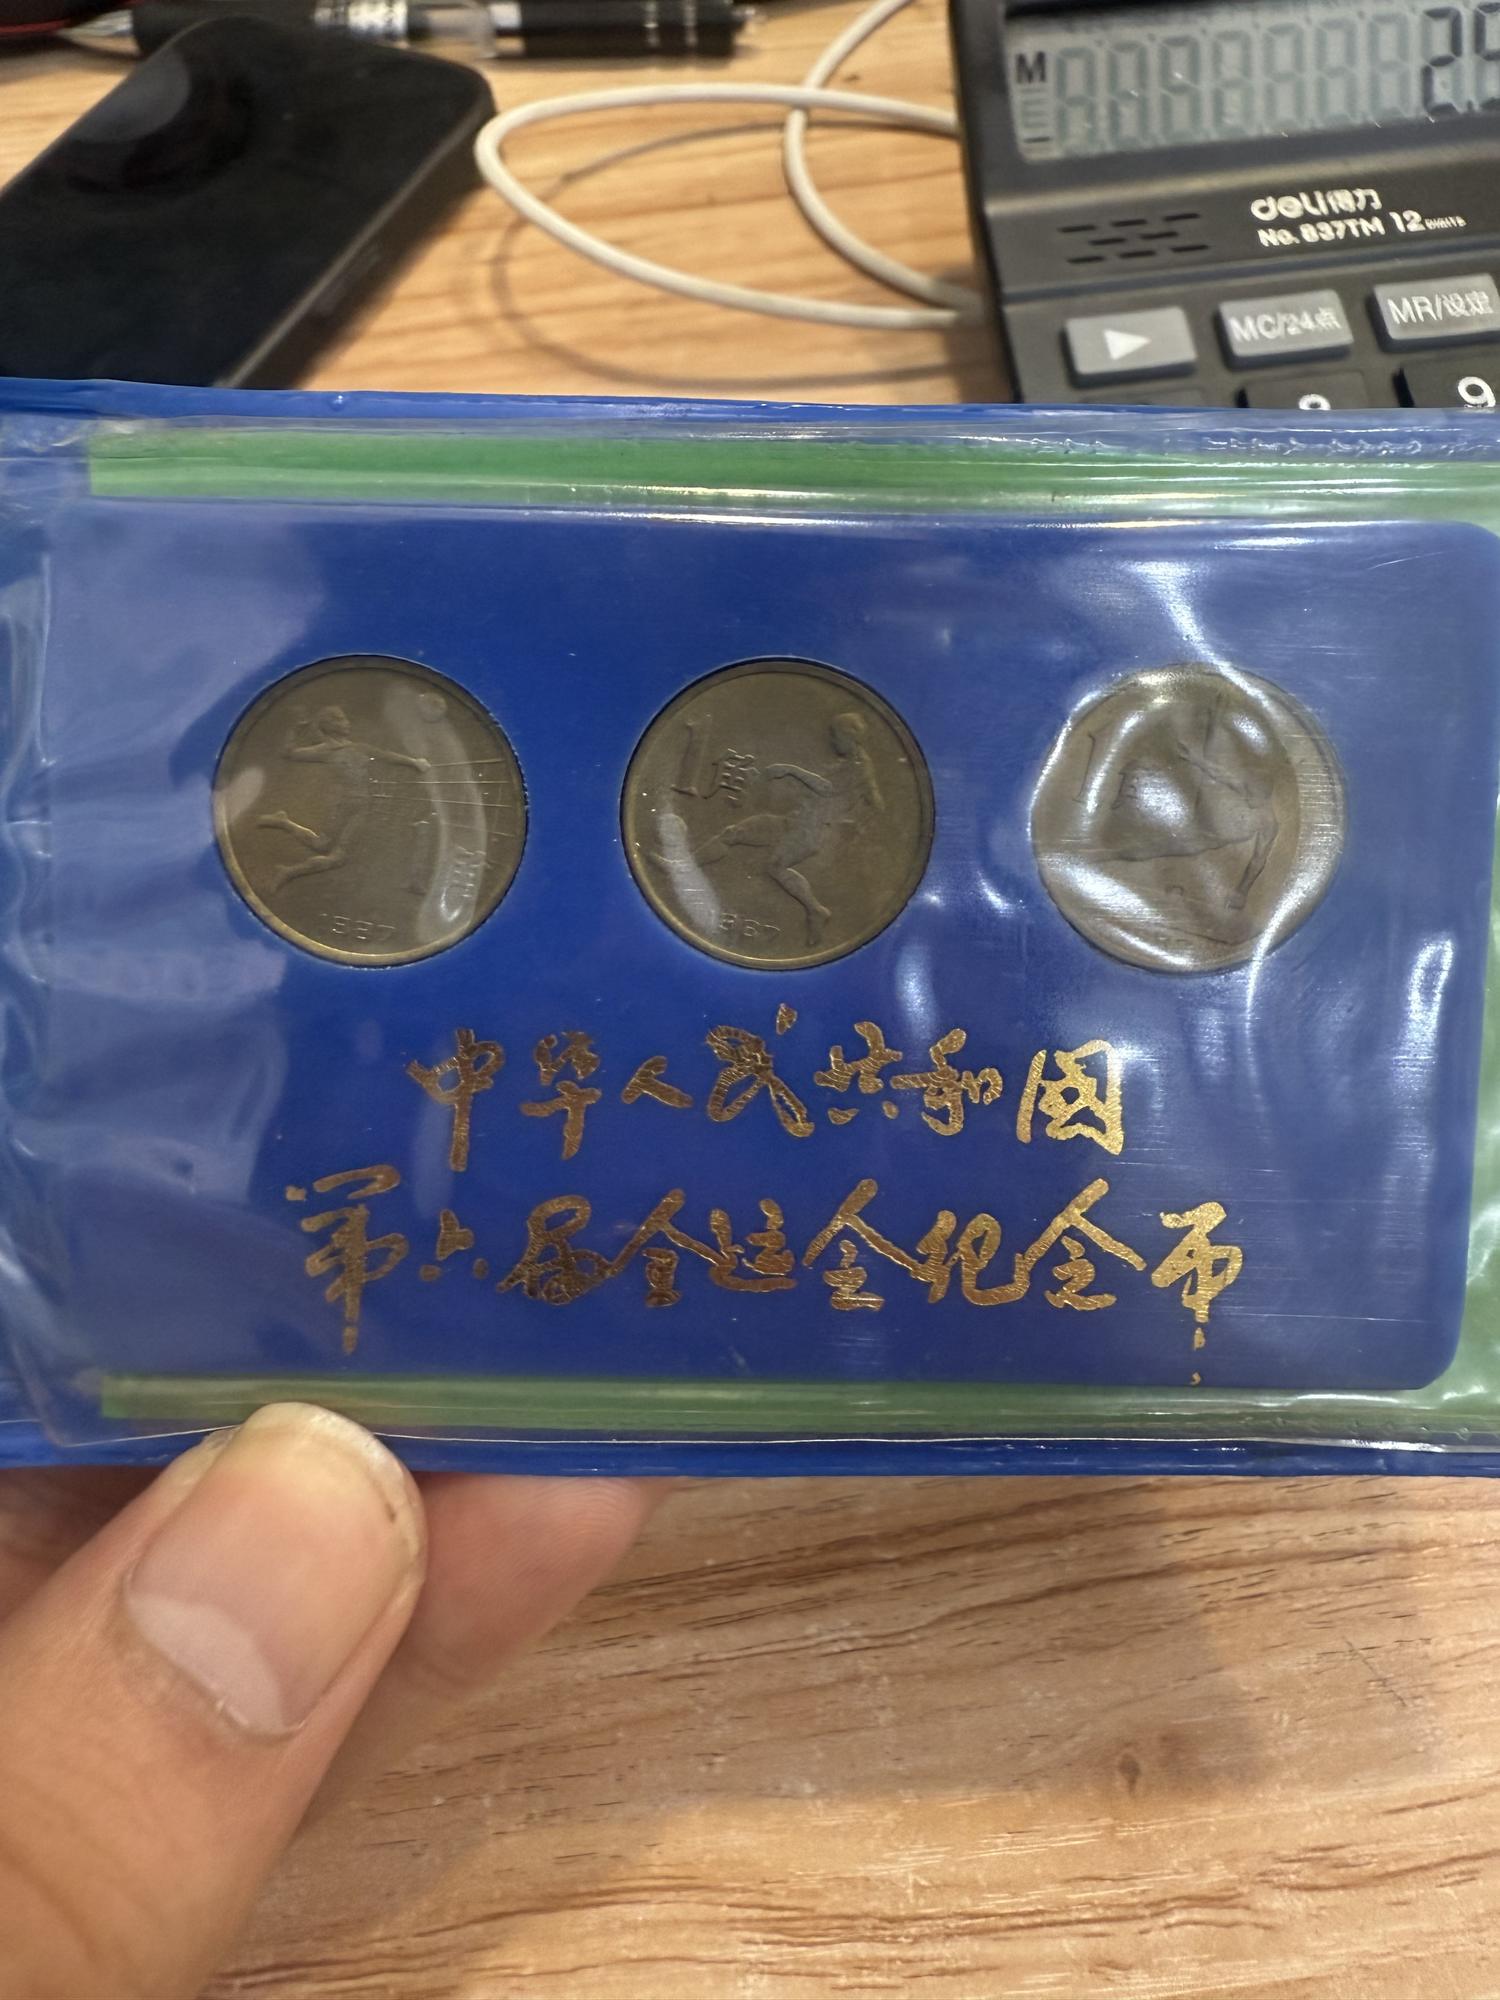 M
E
deli得力
No.837TM 12 DIGITS
MC/24点
MR/设定
9
1角
1987
1角
1987
1
中华人民共和国
第六届全运会纪念币